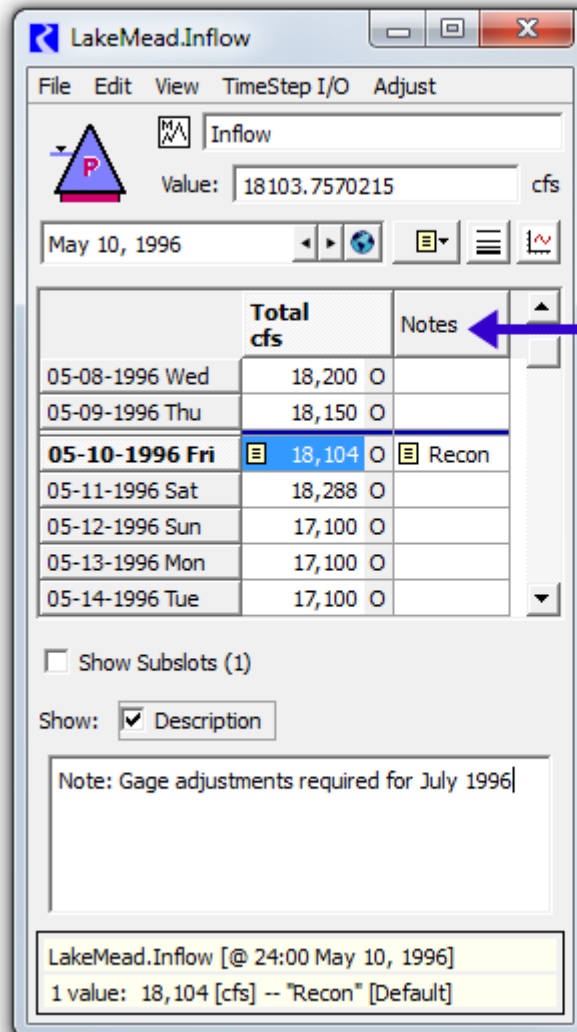 LakeMead.Inflow
File Edit View TimeStep I/O Adjust
Inflow
P
Value: 18103.7570215 cfs
May 10, 1996
Total cfs Notes
05-08-1996 Wed 18,200 O
05-09-1996 Thu 18,150 O
05-10-1996 Fri 18,104 O Recon
05-11-1996 Sat 18,288 O
05-12-1996 Sun 17,100 O
05-13-1996 Mon 17,100 O
05-14-1996 Tue 17,100 O
Show Subslots (1)
Show: Description
Note: Gage adjustments required for July 1996
LakeMead.Inflow [@ 24:00 May 10, 1996]
1 value: 18,104 [cfs] -- "Recon" [Default]